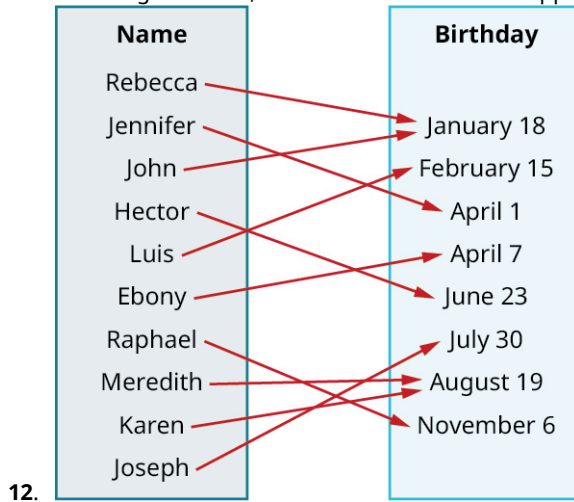 Name
Rebecca
Jennifer
John
Hector
Luis
Ebony
Raphael
Meredith
Karen
Joseph
Birthday
January 18
February 15
April 1
April 7
June 23
July 30
August 19
November 6
12.